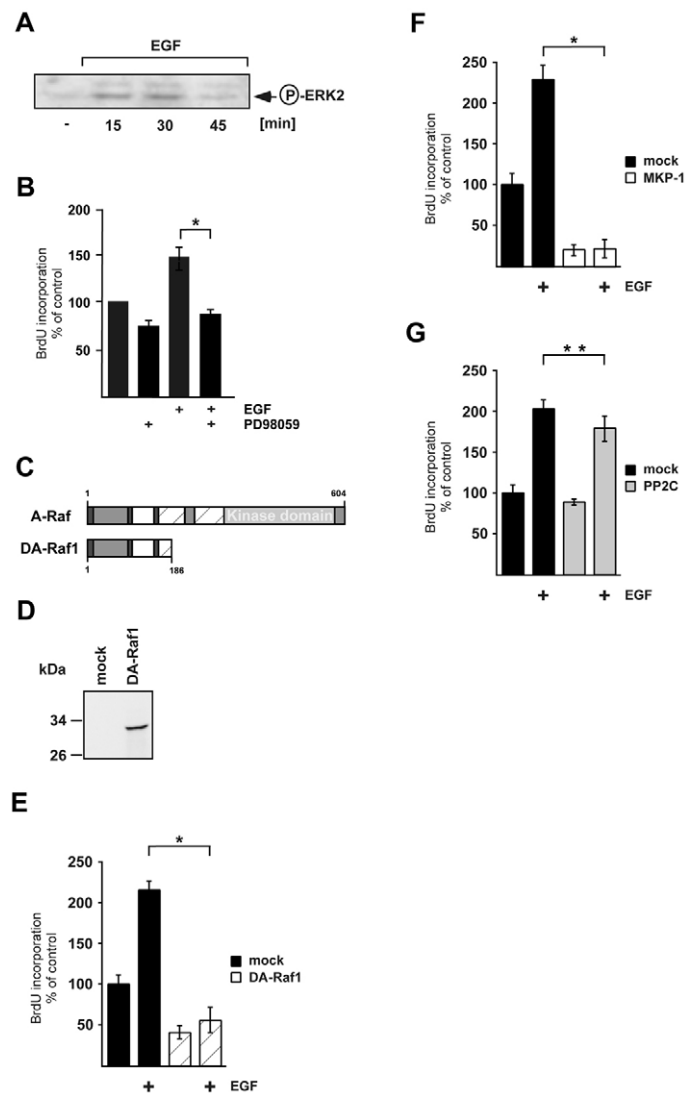 A
EGF
P -ERK2
- 15 30 45 [min]
B
BrdU incorporation
% of control
200
150
100
50
*
+ + EGF
+ + PD98059
C
1 604
A-Raf
Kinase domain
DA-Raf1
1 186
D
mock
DA-Raf1
kDa
34
26
E
BrdU incorporation
% of control
250
200
150
100
50
*
mock
DA-Raf1
+ + EGF
F
BrdU incorporation
% of control
250
200
150
100
50
*
mock
MKP-1
+ + EGF
G
BrdU incorporation
% of control
250
200
150
100
50
* *
mock
PP2C
+ + EGF